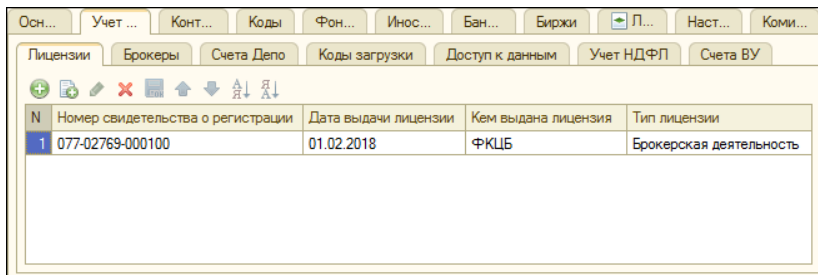 Осн... Учет ... Конт... Коды Фон... Инос... Бан... Биржи Л... Наст... Коми...
Лицензии Брокеры Счета Депо Коды загрузки Доступ к данным Учет НДФЛ Счета ВУ
N Номер свидетельства о регистрации Дата выдачи лицензии Кем выдана лицензия Тип лицензии
1 077-02769-000100 01.02.2018 ФКЦБ Брокерская деятельность